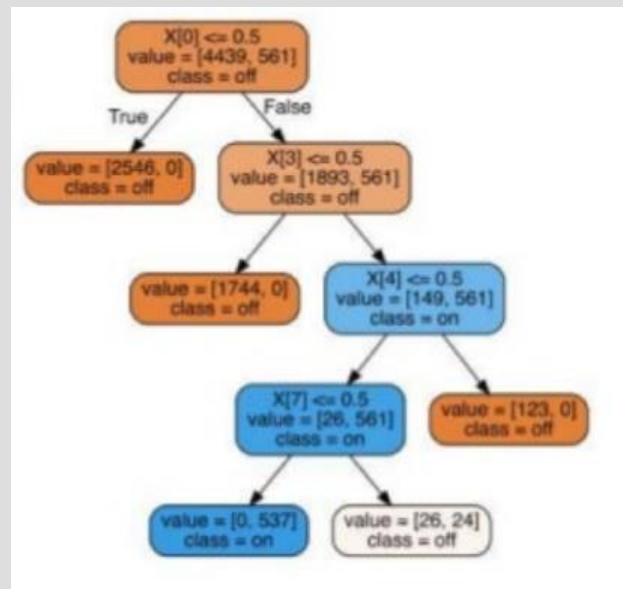 X[0] <= 0.5
value = [4439, 561]
class = off
True
False
value = [2546, 0]
class = off
X[3] <= 0.5
value = [1893, 561]
class = off
value = [1744, 0]
class = off
X[4] <= 0.5
value = [149, 561]
class = on
X[7] <= 0.5
value = [26, 561]
class = on
value = [123, 0]
class = off
value = [0, 537]
class = on
value = [26, 24]
class = off